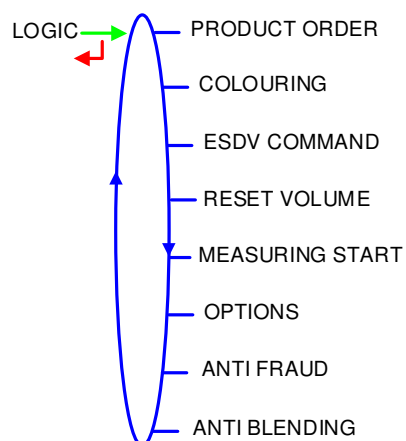 LOGIC
PRODUCT ORDER
COLOURING
ESDV COMMAND
RESET VOLUME
MEASURING START
OPTIONS
ANTI FRAUD
ANTI BLENDING